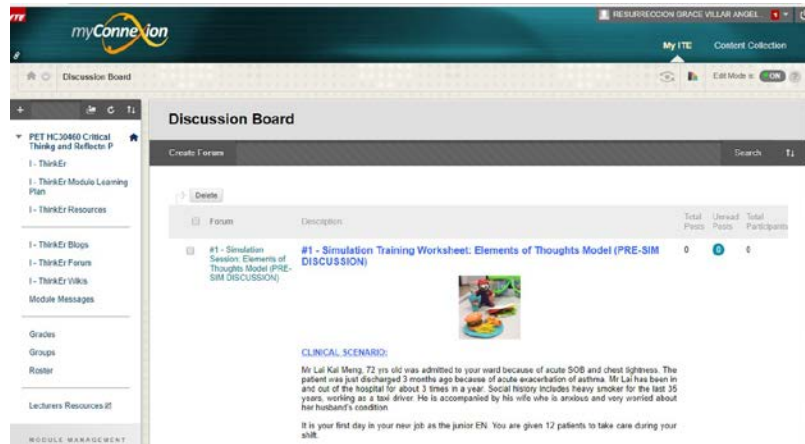 ITE
myConnexion
RESURRECCION GRACE VILLAR ANGEL...
My ITE
Content Collection
Discussion Board
Edit Mode is: ON
PET HC30460 Critical
Thinkg and Reflectn P
I - ThinkEr
I - ThinkEr Module Learning
Plan
I - ThinkEr Resources
I - ThinkEr Blogs
I - ThinkEr Forum
I - ThinkEr Wikis
Module Messages
Grades
Groups
Roster
Lecturers Resources
MODULE MANAGEMENT
Discussion Board
Create Forum
Search
Delete
Forum
Description
Total
Posts
Unread
Posts
Total
Participants
#1 - Simulation
Session: Elements of
Thoughts Model (PRE-
SIM DISCUSSION)
#1 - Simulation Training Worksheet: Elements of Thoughts Model (PRE-SIM
DISCUSSION)
0
0
0
CLINICAL SCENARIO:
Mr Lai Kai Meng, 72 yrs old was admitted to your ward because of acute SOB and chest tightness. The
patient was just discharged 3 months ago because of acute exacerbation of asthma. Mr Lai has been in
and out of the hospital for about 3 times in a year. Social history includes heavy smoker for the last 35
years, working as a taxi driver. He is accompanied by his wife who is anxious and very worried about
her husband's condition.
It is your first day in your new job as the junior EN. You are given 12 patients to take care during your
shift.